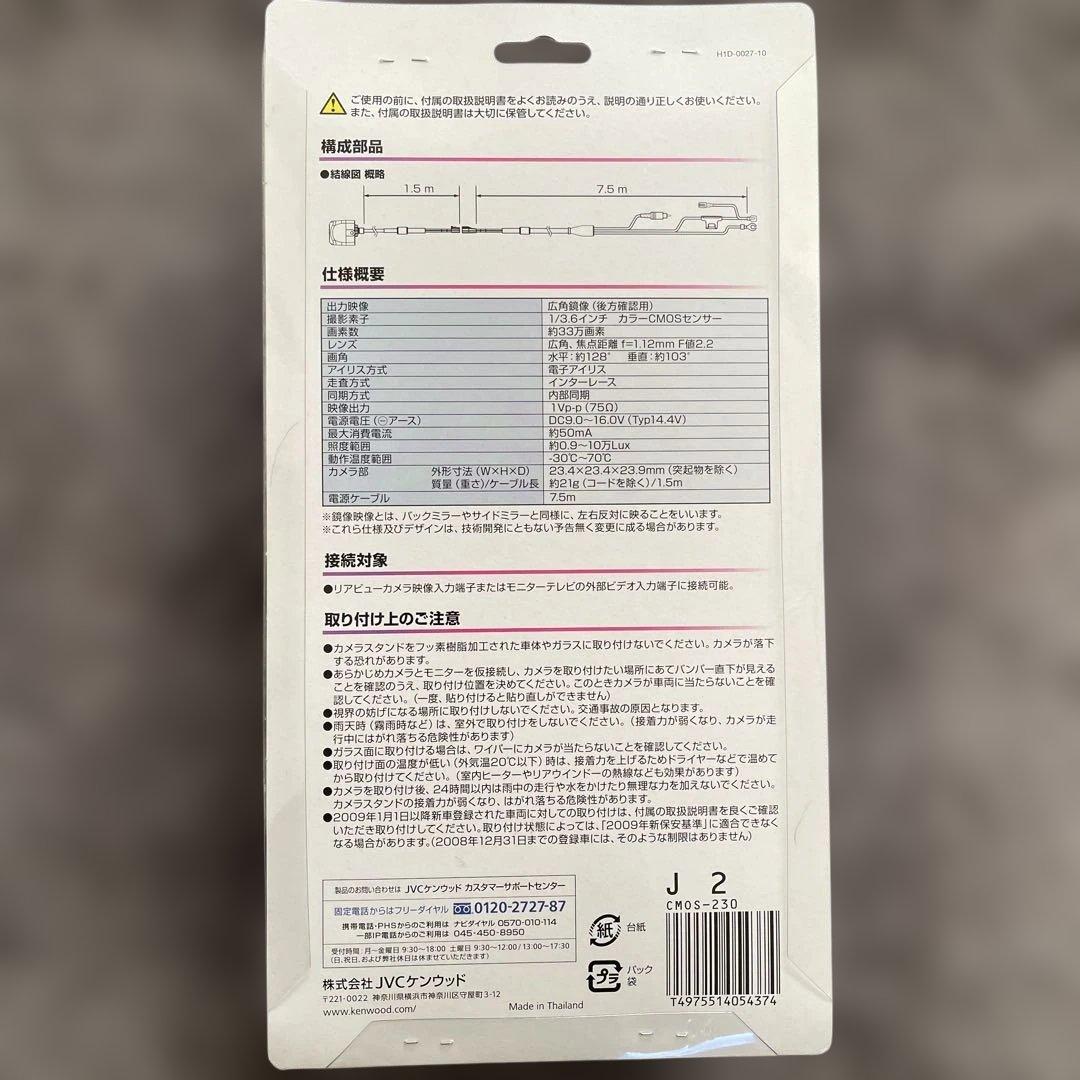 H1D-0027-10
ご使用の前に、付属の取扱説明書をよくお読みのうえ、説明の通り正しくお使いください。
また、付属の取扱説明書は大切に保管してください。
構成部品
●結線図 概略
1.5 m 7.5 m
仕様概要
出力映像 広角鏡像（後方確認用）
撮影素子 1/3.6インチ カラーCMOSセンサー
画素数 約33万画素
レンズ 広角、焦点距離 f=1.12mm F値2.2
画角 水平：約128° 垂直：約103°
アイリス方式 電子アイリス
走査方式 インターレース
同期方式 内部同期
映像出力 1Vp-p（75Ω）
電源電圧（⊖アース） DC9.0～16.0V（Typ14.4V）
最大消費電流 約50mA
照度範囲 約0.9～10万Lux
動作温度範囲 -30℃～70℃
カメラ部 外形寸法（W×H×D） 23.4×23.4×23.9mm（突起物を除く）
質量（重さ）/ケーブル長 約21g（コードを除く）/1.5m
電源ケーブル 7.5m
※鏡像映像とは、バックミラーやサイドミラーと同様に、左右反対に映ることをいいます。
※これら仕様及びデザインは、技術開発にともない予告無く変更に成る場合があります。
接続対象
●リアビューカメラ映像入力端子またはモニターテレビの外部ビデオ入力端子に接続可能。
取り付け上のご注意
●カメラスタンドをフッ素樹脂加工された車体やガラスに取り付けないでください。カメラが落下
する恐れがあります。
●あらかじめカメラとモニターを仮接続し、カメラを取り付けたい場所にあてバンパー直下が見える
ことを確認のうえ、取り付け位置を決めてください。このときカメラが車両に当たらないことを確
認してください。（一度、貼り付けると貼り直しができません）
●視界の妨げになる場所に取り付けしないでください。交通事故の原因となります。
●雨天時（霧雨時など）は、室外で取り付けをしないでください。（接着力が弱くなり、カメラが走
行中にはがれ落ちる危険性があります）
●ガラス面に取り付ける場合は、ワイパーにカメラが当たらないことを確認してください。
●取り付け面の温度が低い（外気温20℃以下）時は、接着力を上げるためドライヤーなどで温めて
から取り付けてください。（室内ヒーターやリアウインドーの熱線なども効果があります）
●カメラを取り付け後、24時間以内は雨中の走行や水をかけたり無理な力を加えないでください。
カメラスタンドの接着力が弱くなり、はがれ落ちる危険性があります。
●2009年1月1日以降新車登録された車両に対しての取り付けは、付属の取扱説明書を良くご確認
いただき取り付けしてください。取り付け状態によっては、「2009年新保安基準」に適合できなく
なる場合があります。（2008年12月31日までの登録車には、そのような制限はありません）
製品のお問い合わせは JVCケンウッド カスタマーサポートセンター
固定電話からはフリーダイヤル 0120-2727-87
携帯電話・PHSからのご利用は ナビダイヤル 0570-010-114
一部IP電話からのご利用は 045-450-8950
受付時間：月～金曜日 9:30～18:00 土曜日 9:30～12:00/13:00～17:30
（日、祝日、および弊社休日は休ませていただきます）
株式会社 JVCケンウッド
〒221-0022 神奈川県横浜市神奈川区守屋町3-12
www.kenwood.com/
Made in Thailand
紙 台紙
プラ パック
袋
J 2
CMOS-230
T4975514054374